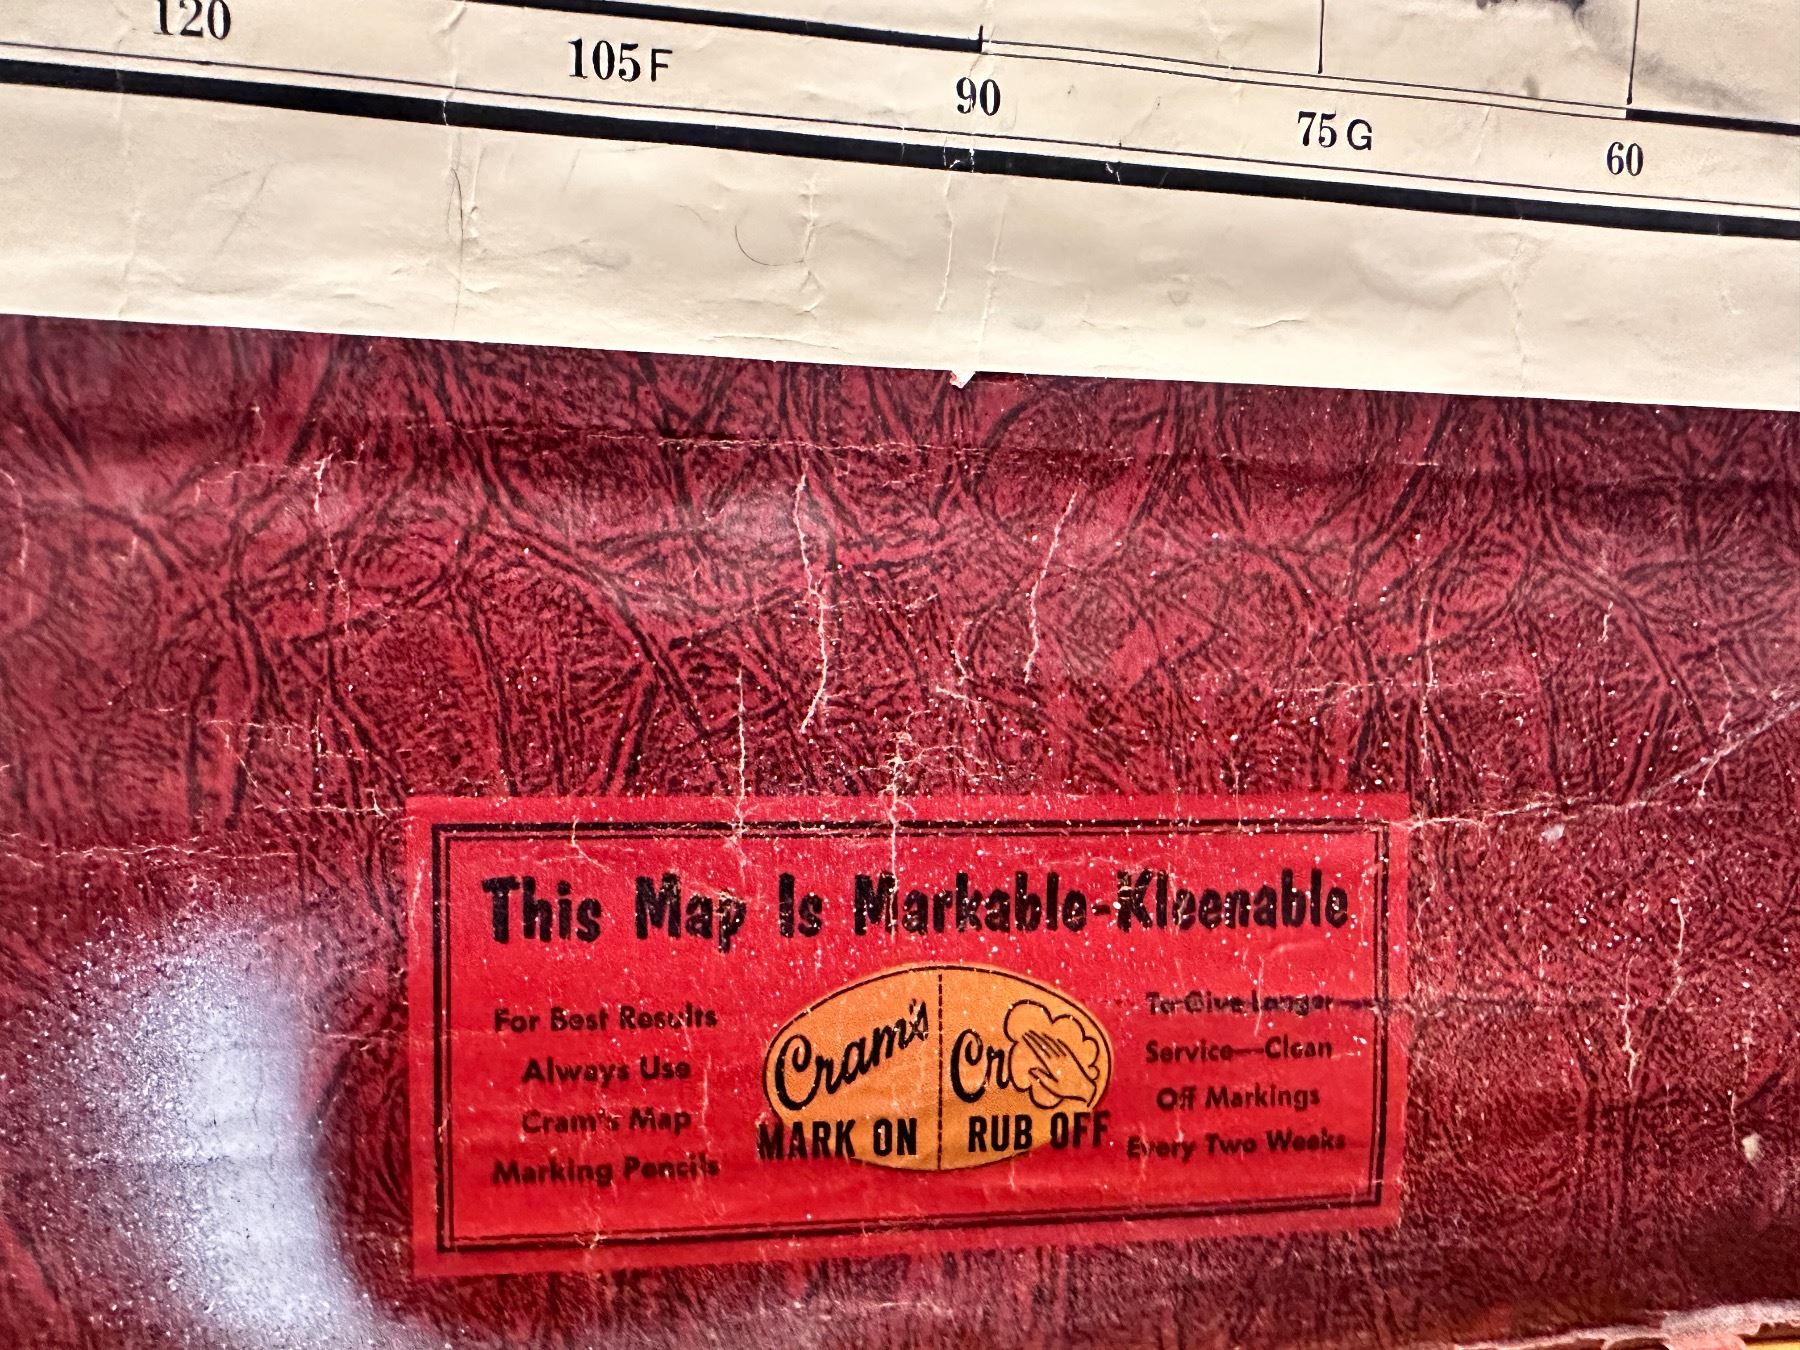 120
105 F
90
75 G
60
This Map Is Markable-Kleenable
For Best Results
Always Use
Cram's Map
Marking Pencils
Cram's
MARK ON
Cr
RUB OFF
To Give Longer
Service—Clean
Off Markings
Every Two Weeks